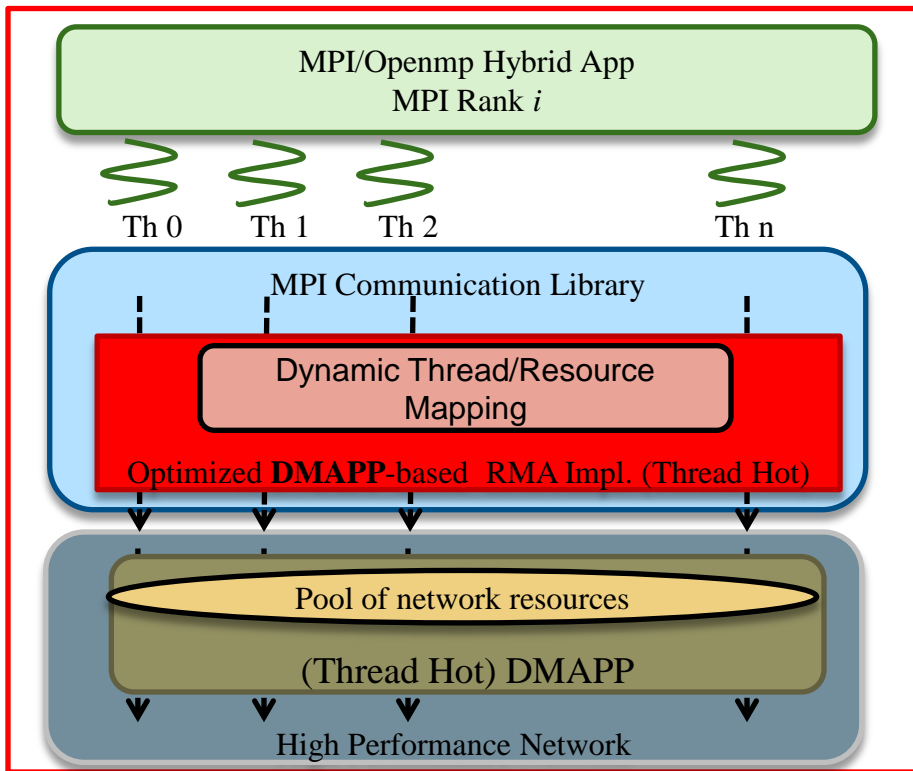 MPI/Openmp Hybrid App
MPI Rank i
Th 0 Th 1 Th 2 Th n
MPI Communication Library
Dynamic Thread/Resource
Mapping
Optimized DMAPP-based RMA Impl. (Thread Hot)
Pool of network resources
(Thread Hot) DMAPP
High Performance Network